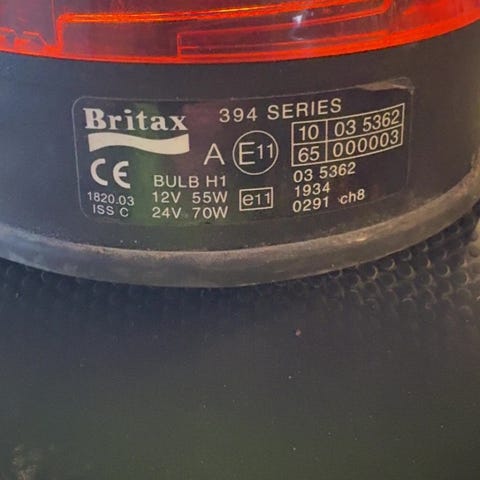 Britax
394 SERIES
CE
1820.03
ISS C
A E11
BULB H1
12V 55W
24V 70W
e11
10 03 5362
65 000003
03 5362
1934
0291 ch8